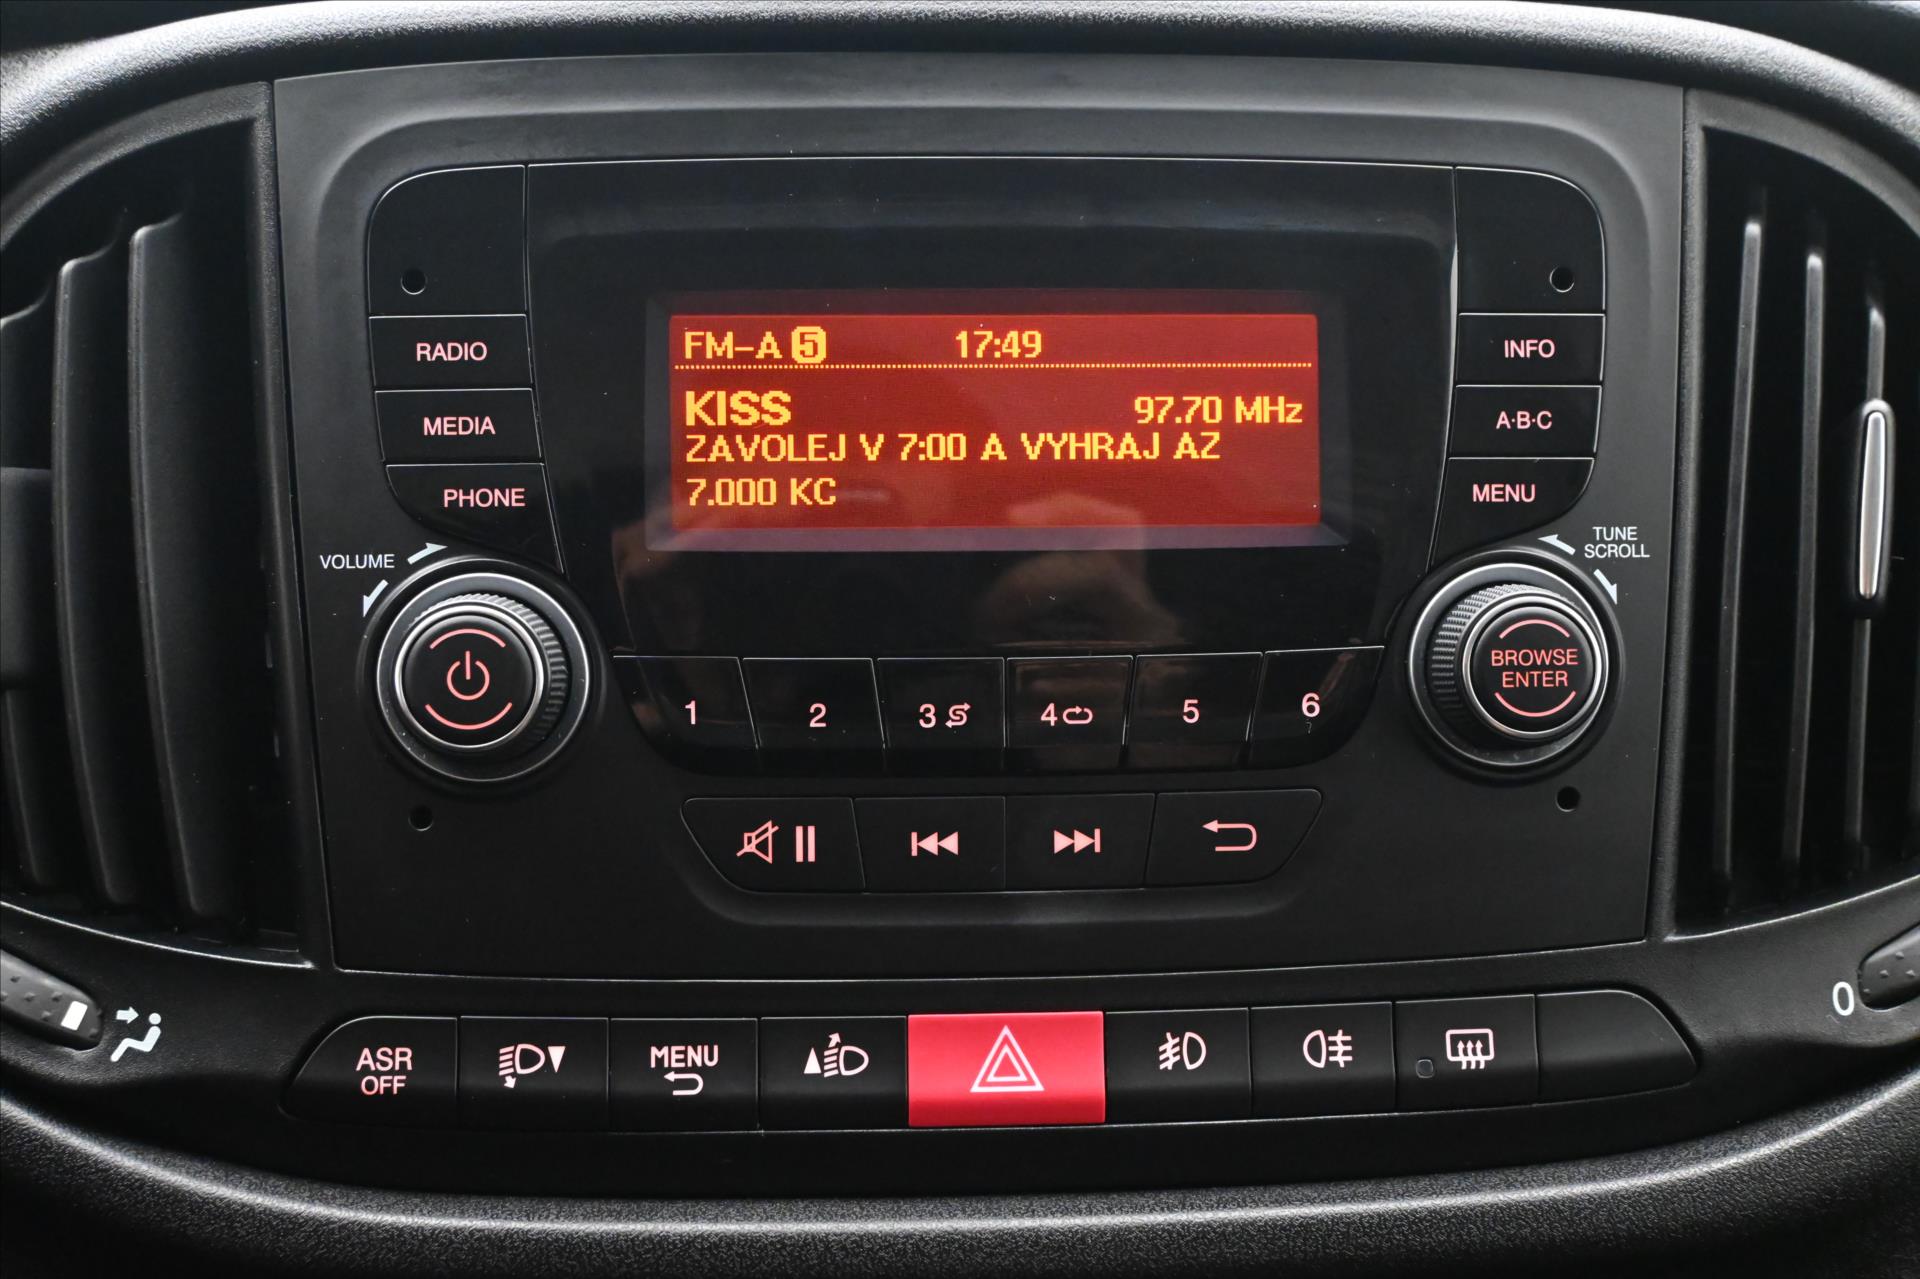 FM-A 5 17:49
KISS 97.70 MHz
ZAVOLEJ V 7:00 A VYHRAJ AZ
7.000 KC
RADIO
MEDIA
PHONE
VOLUME
INFO
A·B·C
MENU
TUNE
SCROLL
BROWSE
ENTER
1 2 3 4 5 6
ASR
OFF
MENU
0